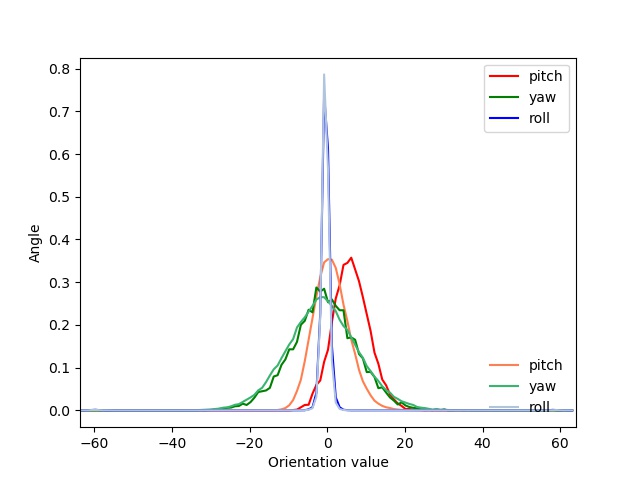 0.8
0.7
0.6
0.5
0.4
0.3
0.2
0.1
0.0
Angle
pitch
yaw
roll
pitch
yaw
roll
−60 −40 −20 0 20 40 60
Orientation value